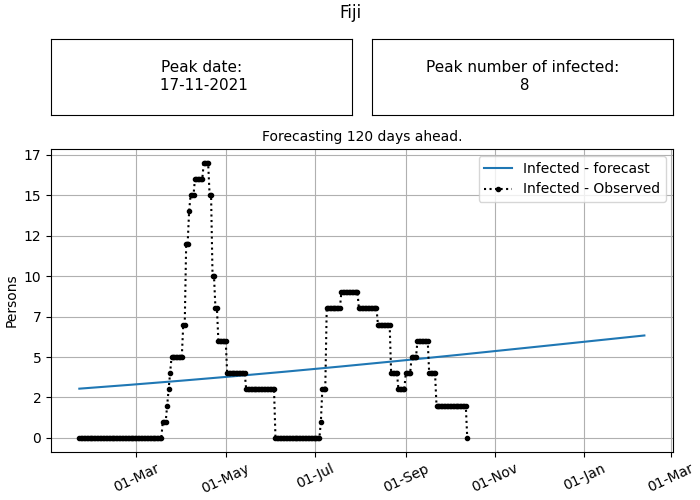 Fiji
Peak date:
17-11-2021
Peak number of infected:
8
Forecasting 120 days ahead.
Infected - forecast
Infected - Observed
Persons
17
15
12
10
7
5
2
0
01-Mar
01-May
01-Jul
01-Sep
01-Nov
01-Jan
01-Mar